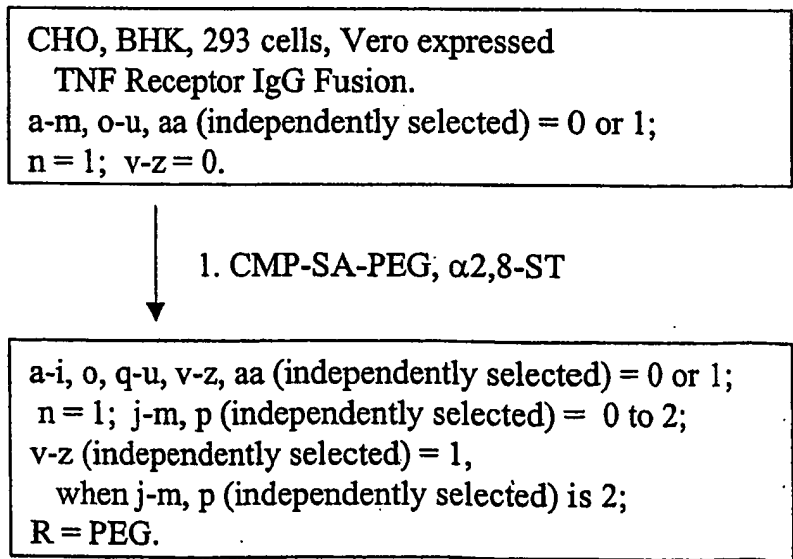 CHO, BHK, 293 cells, Vero expressed
TNF Receptor IgG Fusion.
a-m, o-u, aa (independently selected) = 0 or 1;
n = 1; v-z = 0.
1. CMP-SA-PEG, α2,8-ST
a-i, o, q-u, v-z, aa (independently selected) = 0 or 1;
n = 1; j-m, p (independently selected) = 0 to 2;
v-z (independently selected) = 1,
when j-m, p (independently selected) is 2;
R = PEG.